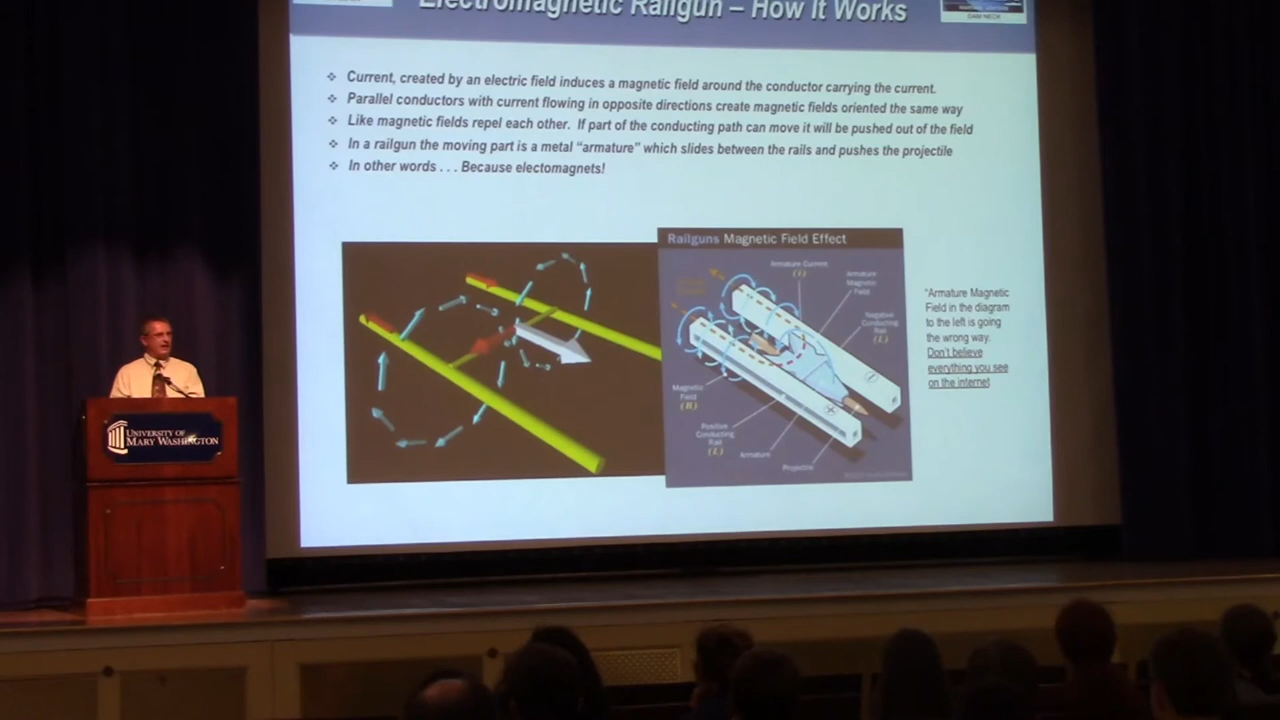 Electromagnetic Railgun – How It Works
DAM NECK
❖ Current, created by an electric field induces a magnetic field around the conductor carrying the current.
❖ Parallel conductors with current flowing in opposite directions create magnetic fields oriented the same way
❖ Like magnetic fields repel each other. If part of the conducting path can move it will be pushed out of the field
❖ In a railgun the moving part is a metal “armature” which slides between the rails and pushes the projectile
❖ In other words . . . Because electomagnets!
Railguns Magnetic Field Effect
Armature Current
(I)
Armature
Magnetic
Field
Negative
Conducting
Rail
(L)
Magnetic
Field
(B)
Positive
Conducting
Rail
(L)
Armature
Projectile
*Armature Magnetic
Field in the diagram
to the left is going
the wrong way.
Don't believe
everything you see
on the internet
UNIVERSITY OF
MARY WASHINGTON